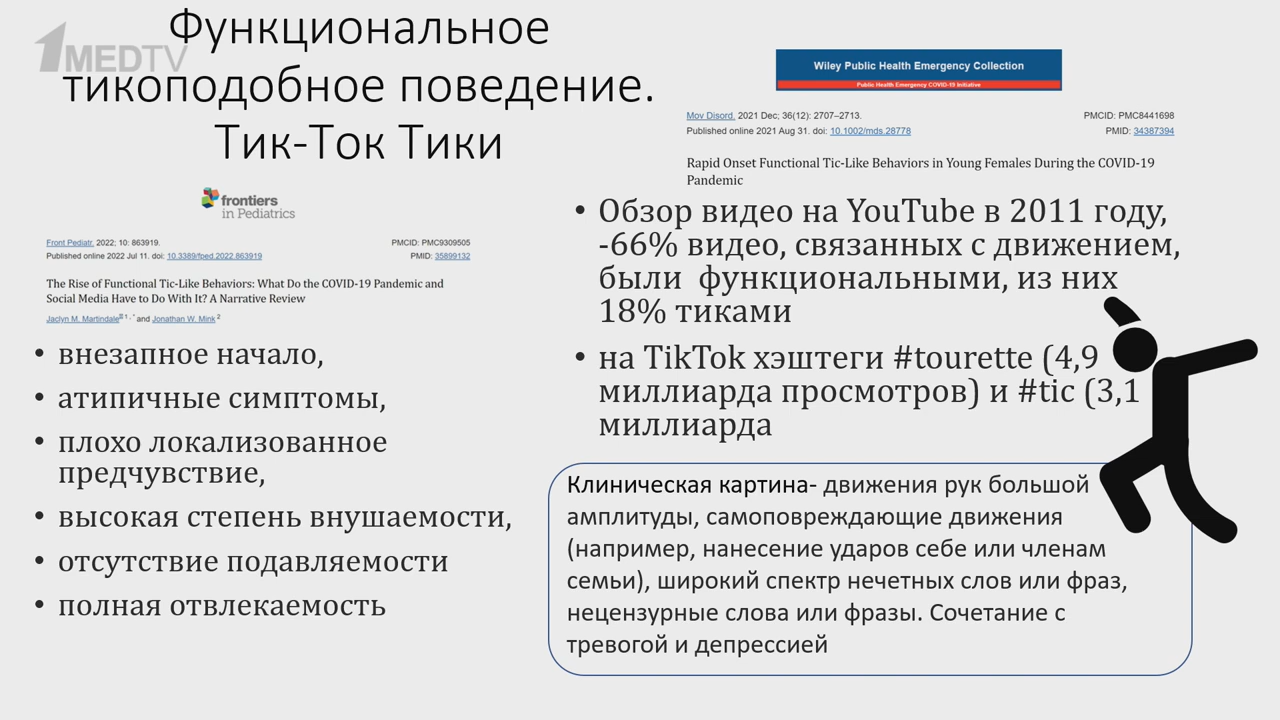 1MEDTV
Функциональное
тикоподобное поведение.
Тик-Ток Тики
frontiers
in Pediatrics
Front Pediatr. 2022; 10: 863919. PMCID: PMC9309505
Published online 2022 Jul 11. doi: 10.3389/fped.2022.863919 PMID: 35899132
The Rise of Functional Tic-Like Behaviors: What Do the COVID-19 Pandemic and
Social Media Have to Do With It? A Narrative Review
Jaclyn M. Martindale 1, * and Jonathan W. Mink 2
• внезапное начало,
• атипичные симптомы,
• плохо локализованное
предчувствие,
• высокая степень внушаемости,
• отсутствие подавляемости
• полная отвлекаемость
Wiley Public Health Emergency Collection
Public Health Emergency COVID-19 Initiative
Mov Disord. 2021 Dec; 36(12): 2707–2713. PMCID: PMC8441698
Published online 2021 Aug 31. doi: 10.1002/mds.28778 PMID: 34387394
Rapid Onset Functional Tic-Like Behaviors in Young Females During the COVID-19
Pandemic
• Обзор видео на YouTube в 2011 году,
-66% видео, связанных с движением,
были функциональными, из них
18% тиками
• на TikTok хэштеги #tourette (4,9
миллиарда просмотров) и #tic (3,1
миллиарда
Клиническая картина- движения рук большой
амплитуды, самоповреждающие движения
(например, нанесение ударов себе или членам
семьи), широкий спектр нечетных слов или фраз,
нецензурные слова или фразы. Сочетание с
тревогой и депрессией